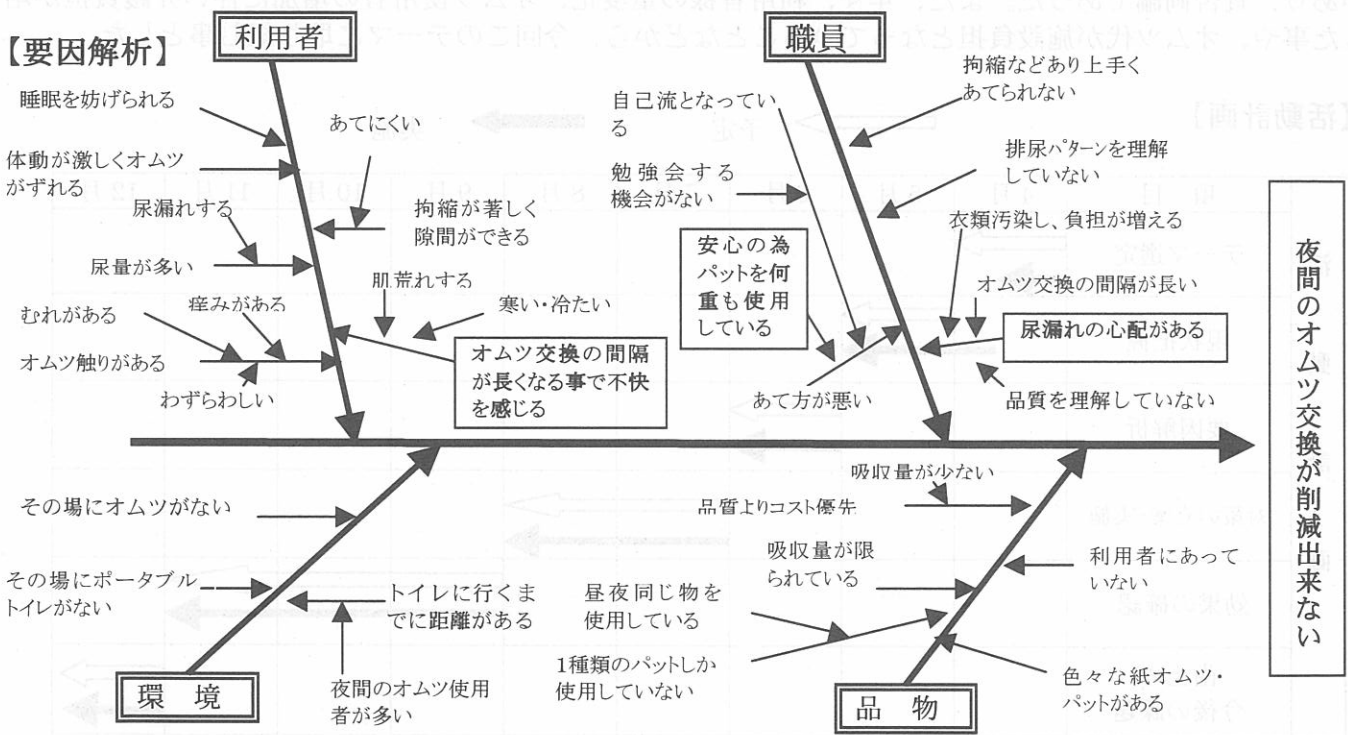 【要因解析】
利用者
職員
睡眠を妨げられる
あてにくい
体動が激しくオムツ
がずれる
尿漏れする
拘縮が著しく
隙間ができる
尿量が多い
肌荒れする
痒みがある
寒い・冷たい
むれがある
オムツ触りがある
わずらわしい
オムツ交換の間隔
が長くなる事で不快
を感じる
拘縮などあり上手く
あてられない
自己流となってい
る
勉強会する
機会がない
排尿パターンを理解
していない
衣類汚染し、負担が増える
安心の為
パットを何
重も使用
している
オムツ交換の間隔が長い
尿漏れの心配がある
あて方が悪い
品質を理解していない
夜間のオムツ交換が削減出来ない
その場にオムツがない
その場にポータブル
トイレがない
トイレに行くま
でに距離がある
夜間のオムツ使用
者が多い
環 境
吸収量が少ない
品質よりコスト優先
吸収量が限
られている
利用者にあって
いない
昼夜同じ物を
使用している
1種類のパットしか
使用していない
色々な紙オムツ・
パットがある
品 物
【活動計画】